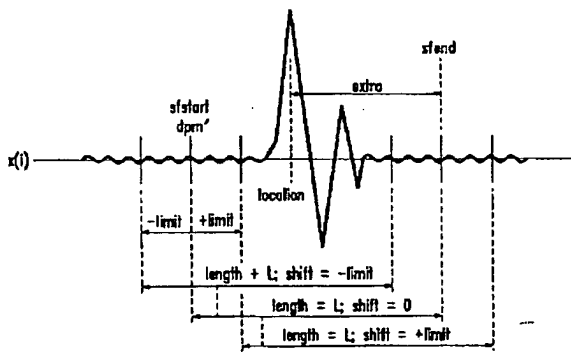 sfend
extra
sfstart
dpm'
x(i)
location
-limit +limit
length + L; shift = -limit
length = L; shift = 0
length = L; shift = +limit